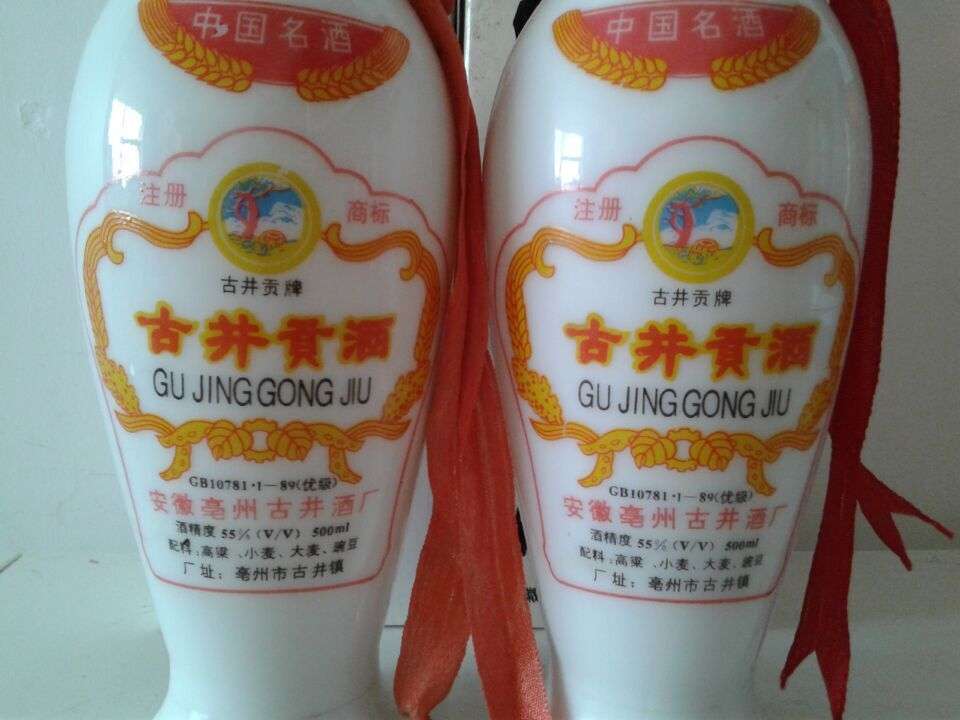 中国名酒
注册 商标
古井贡牌
古井贡酒
GU JING GONG JIU
GB10781·1—89(优级)
安徽亳州古井酒厂
酒精度 55% (V/V) 500ml
配料:高粱、小麦、大麦、豌豆
厂址:亳州市古井镇
中国名酒
注册 商标
古井贡牌
古井贡酒
GU JING GONG JIU
GB10781·1—89(优级)
安徽亳州古井酒厂
酒精度 55% (V/V) 500ml
配料:高粱、小麦、大麦、豌豆
厂址:亳州市古井镇